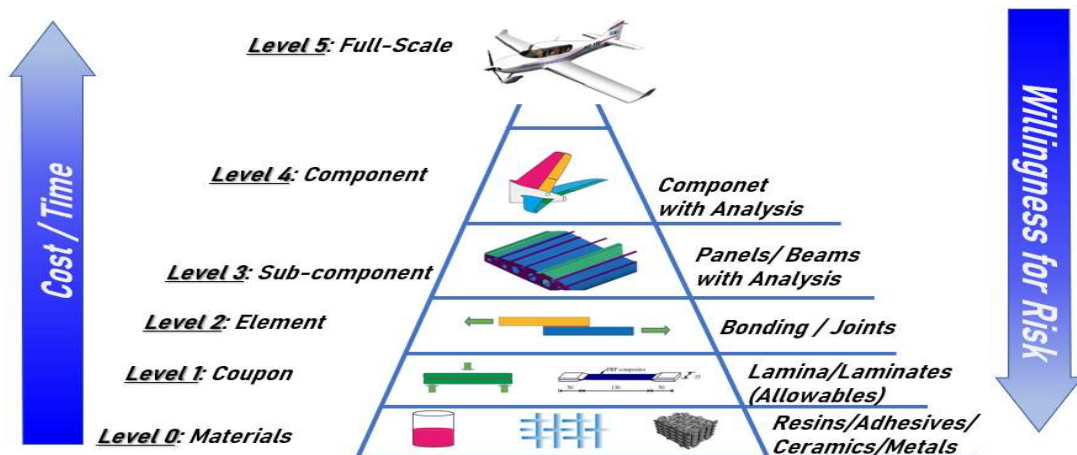 Level 5: Full-Scale
Level 4: Component
Componet
with Analysis
Level 3: Sub-component
Panels/ Beams
with Analysis
Level 2: Element
Bonding / Joints
Level 1: Coupon
FRP composites
Lamina/Laminates
(Allowables)
Level 0: Materials
Resins/Adhesives/
Ceramics/Metals
Cost / Time
Willingness for Risk